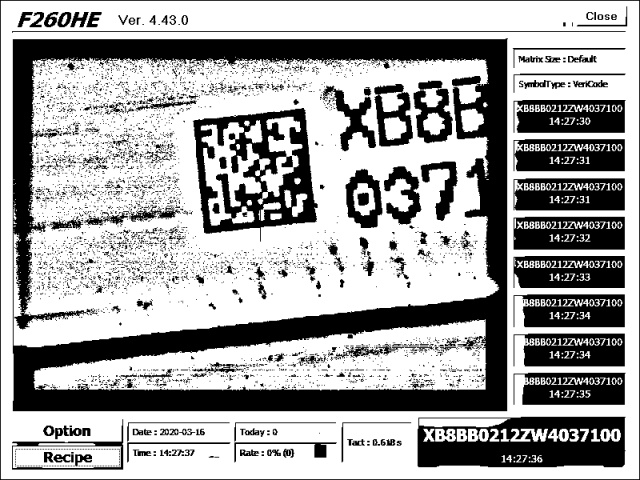 F260HE Ver. 4.43.0 Close
XB8B
0371
Matrix Size : Default
SymbolType : VeriCode
XB8BB0212ZW4037100
14:27:30
XB8BB0212ZW4037100
14:27:31
XB8BB0212ZW4037100
14:27:31
XB8BB0212ZW4037100
14:27:32
XB8BB0212ZW4037100
14:27:33
B8BB0212ZW4037100
14:27:34
B8BB0212ZW4037100
14:27:34
B8BB0212ZW4037100
14:27:35
Option
Recipe
Date : 2020-03-16
Time : 14:27:37
Today : 0
Rate : 0% (0)
Tact : 0.618 s
XB8BB0212ZW4037100
14:27:36